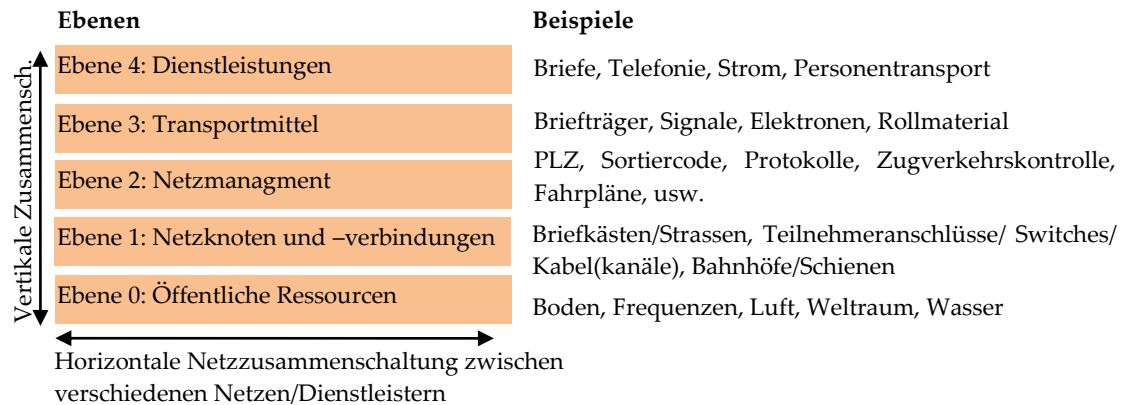 Ebenen Beispiele
Vertikale Zusammensch.
Ebene 4: Dienstleistungen
Briefe, Telefonie, Strom, Personentransport
Ebene 3: Transportmittel
Briefträger, Signale, Elektronen, Rollmaterial
Ebene 2: Netzmanagment
PLZ, Sortiercode, Protokolle, Zugverkehrskontrolle,
Fahrpläne, usw.
Ebene 1: Netzknoten und –verbindungen
Briefkästen/Strassen, Teilnehmeranschlüsse/ Switches/
Kabel(kanäle), Bahnhöfe/Schienen
Ebene 0: Öffentliche Ressourcen
Boden, Frequenzen, Luft, Weltraum, Wasser
Horizontale Netzzusammenschaltung zwischen
verschiedenen Netzen/Dienstleistern